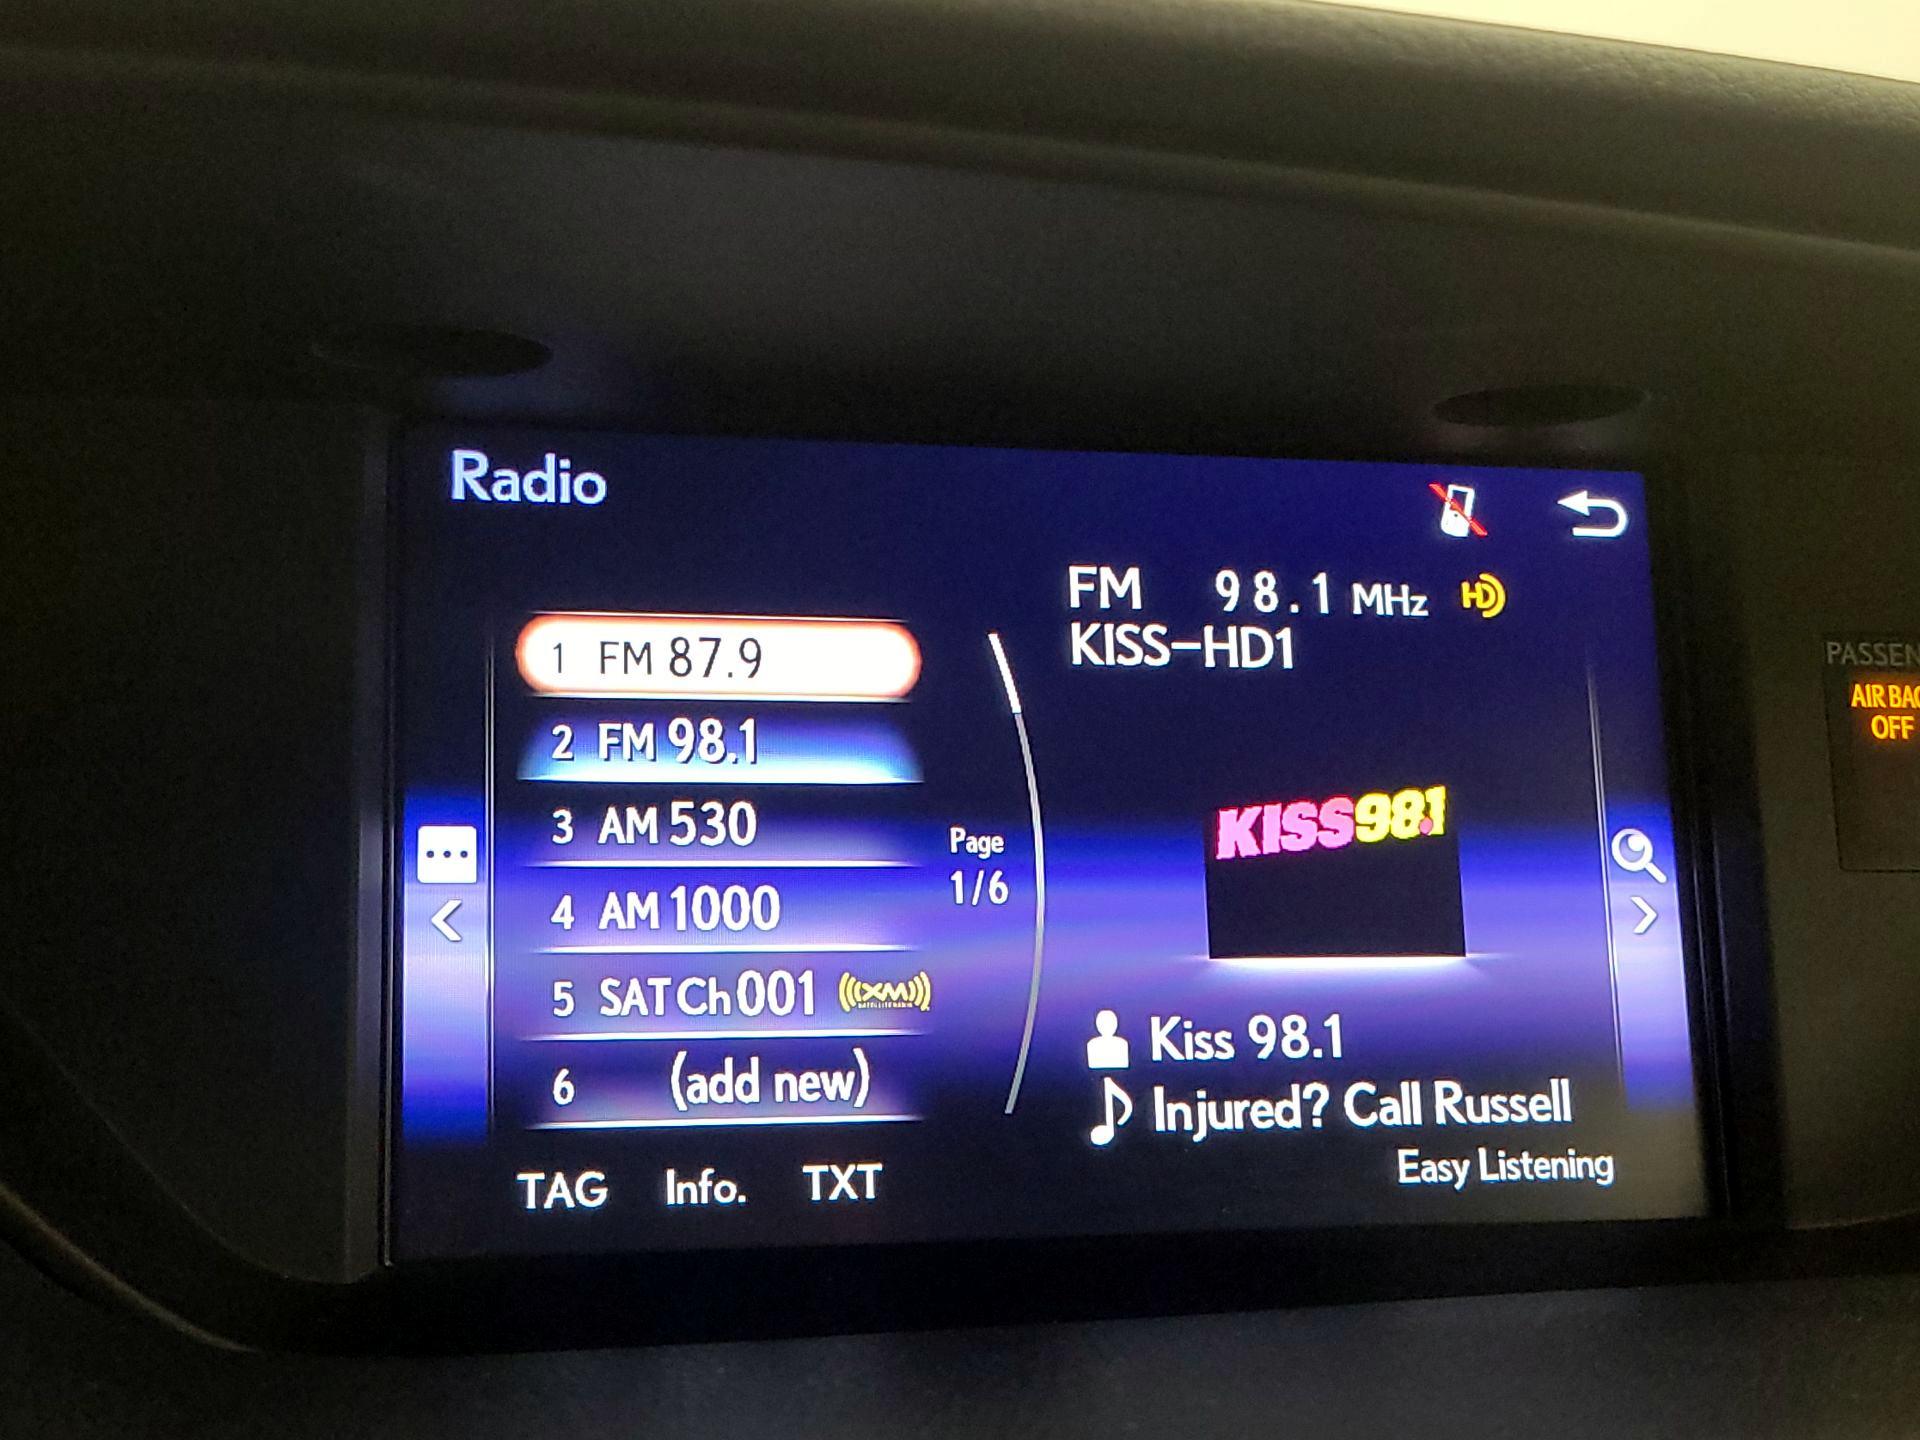 Radio
1 FM 87.9
2 FM 98.1
3 AM 530
4 AM 1000
5 SAT Ch 001 ((XM))
6 (add new)
Page
1/6
TAG Info. TXT
FM 98.1 MHz HD
KISS-HD1
KISS98.1
Kiss 98.1
Injured? Call Russell
Easy Listening
AIR BAG
OFF